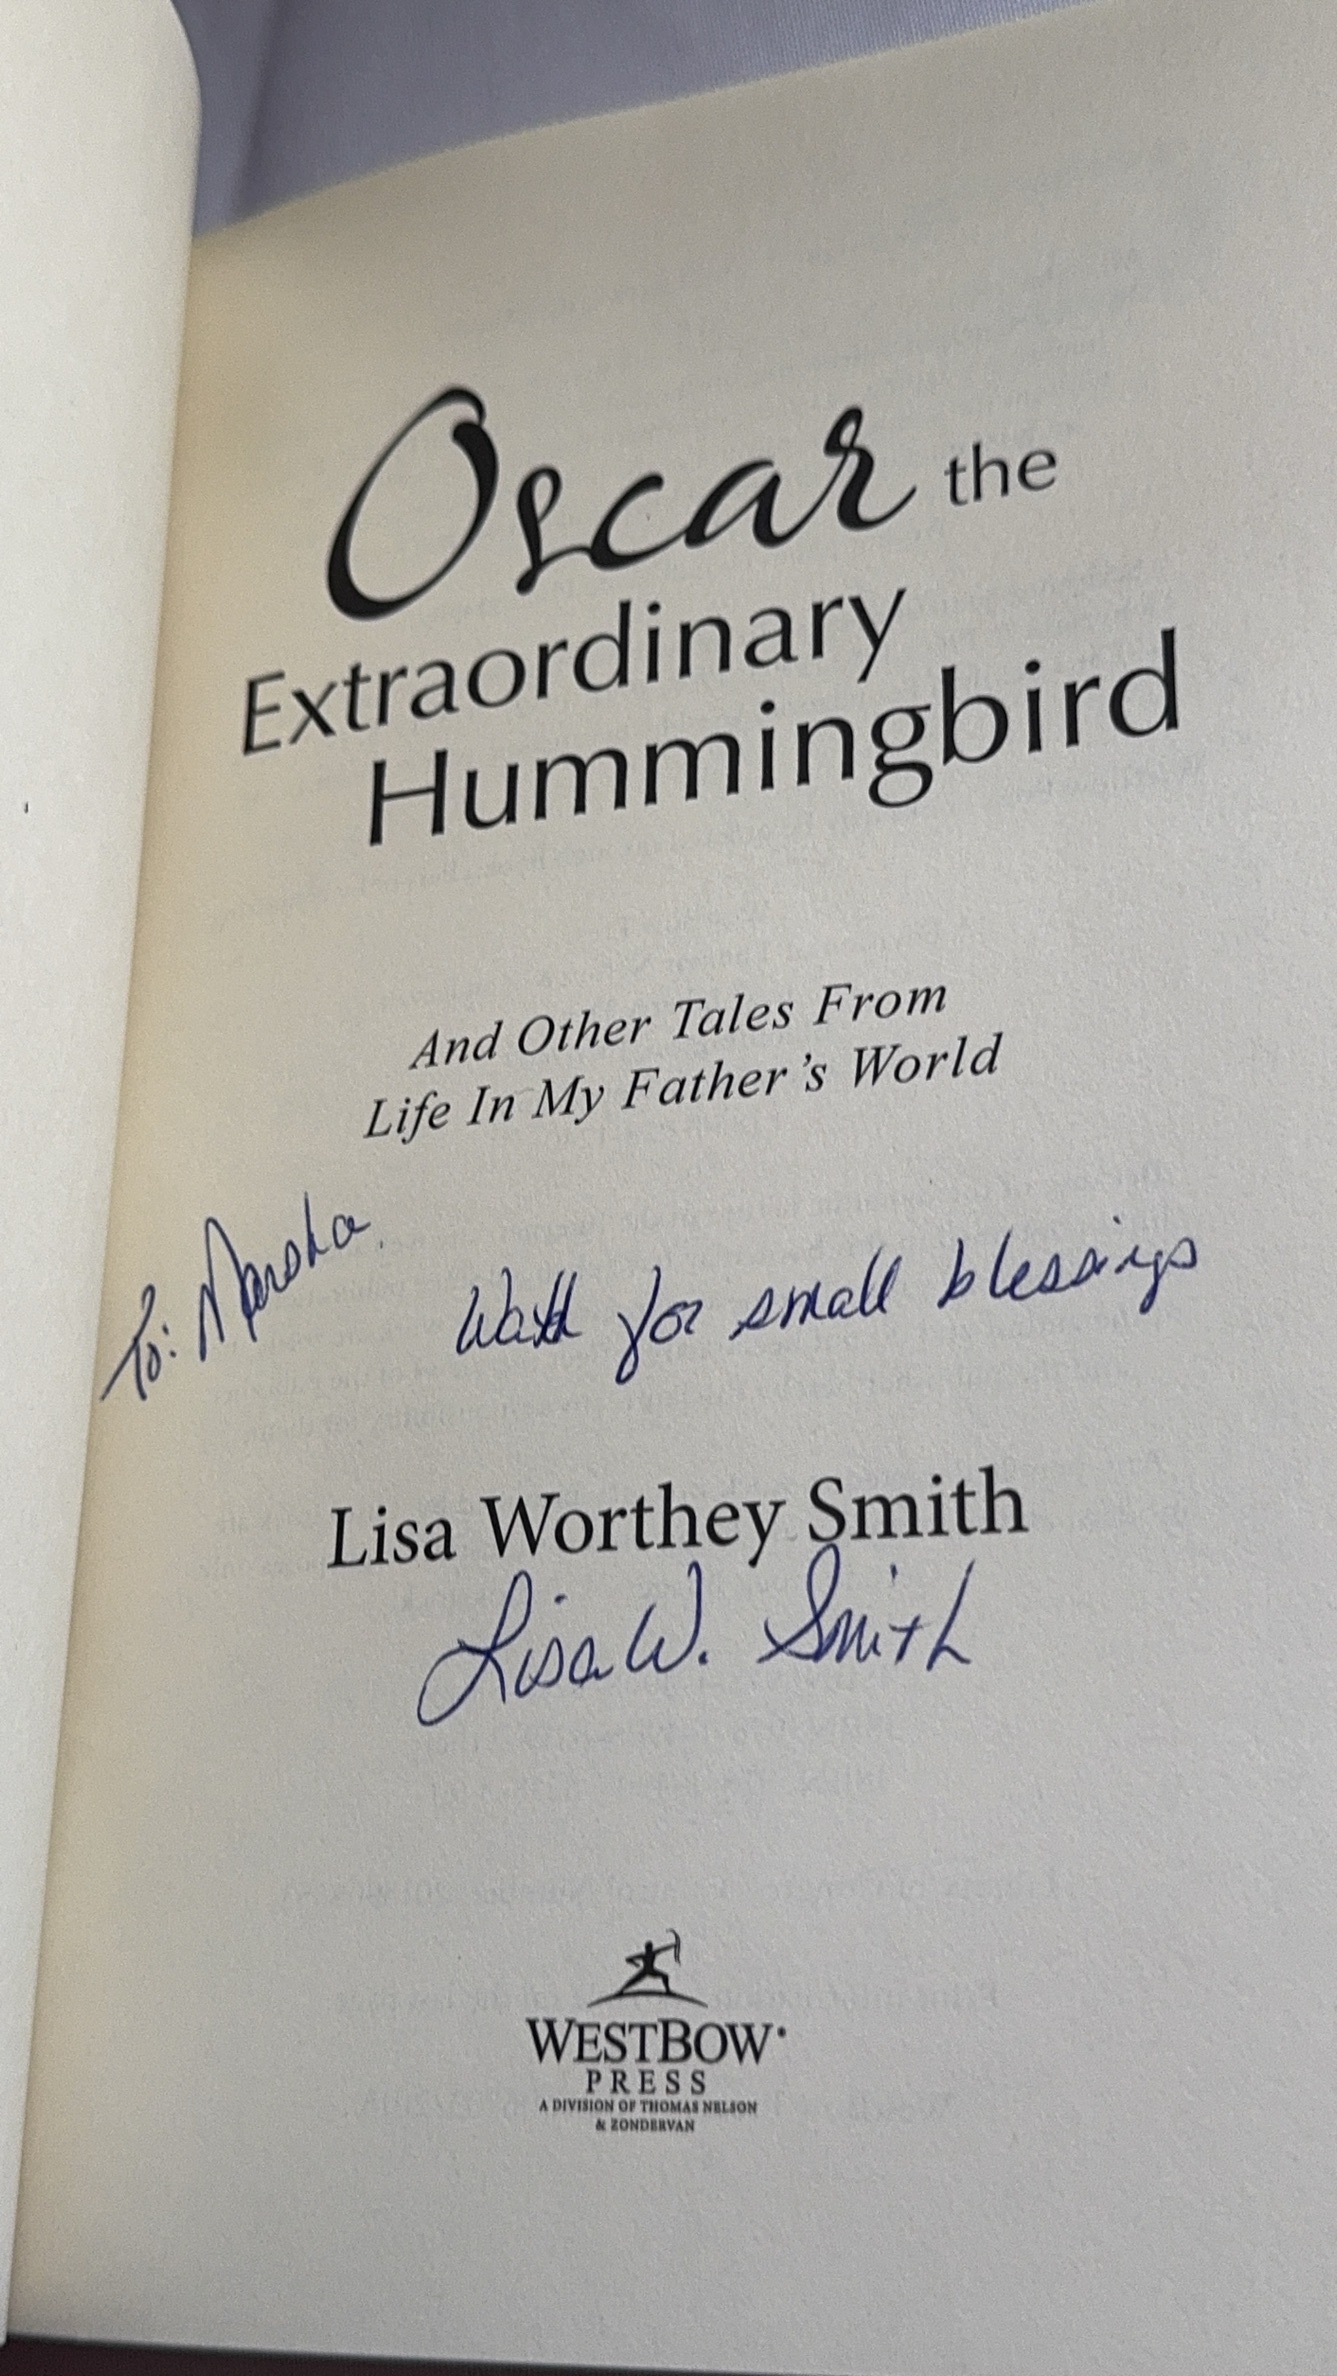 Oscar the
Extraordinary
Hummingbird
And Other Tales From
Life In My Father's World
To: Marsha
Watch for small blessings
Lisa Worthey Smith
Lisa W. Smith
WESTBOW
PRESS
A DIVISION OF THOMAS NELSON
& ZONDERVAN